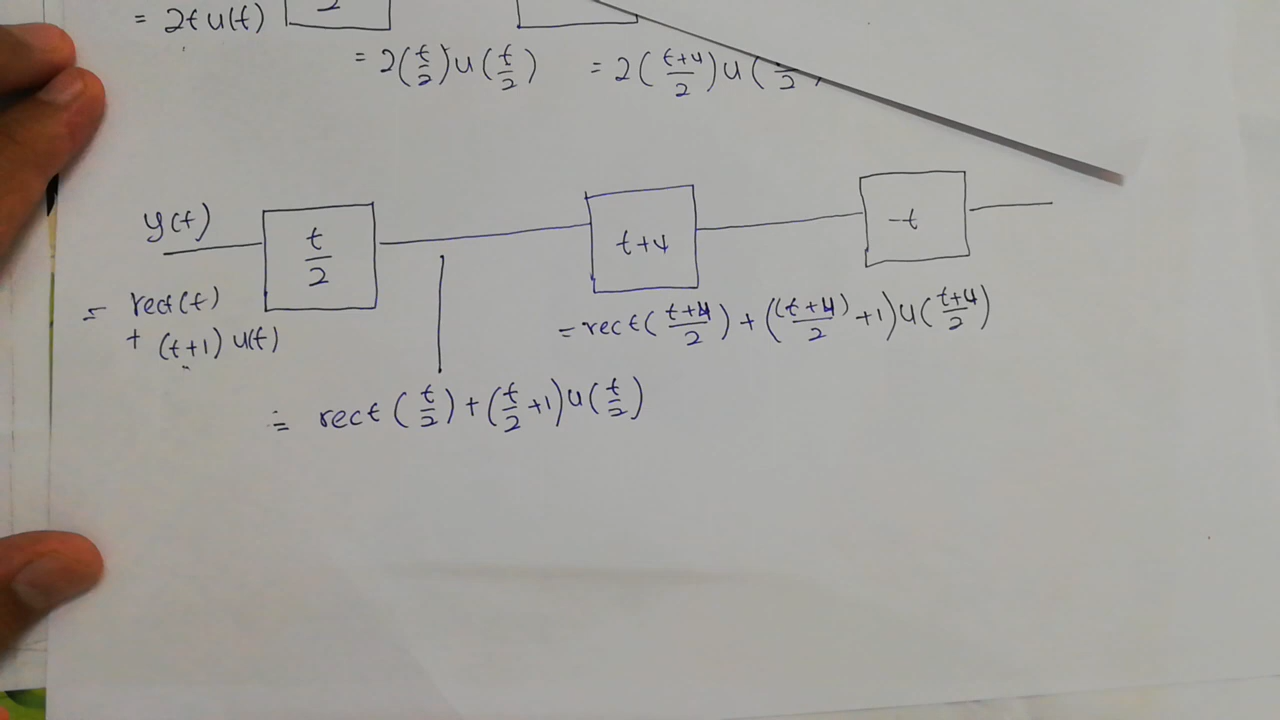 = 2t u(t)
2
= 2(t/2) u(t/2)
= 2((t+4)/2) u(
y(t)
t/2
t+4
-t
= rect(t)
+ (t+1) u(t)
= rect((t+4)/2) + ((t+4)/2 +1) u((t+4)/2)
= rect(t/2) + (t/2 +1) u(t/2)